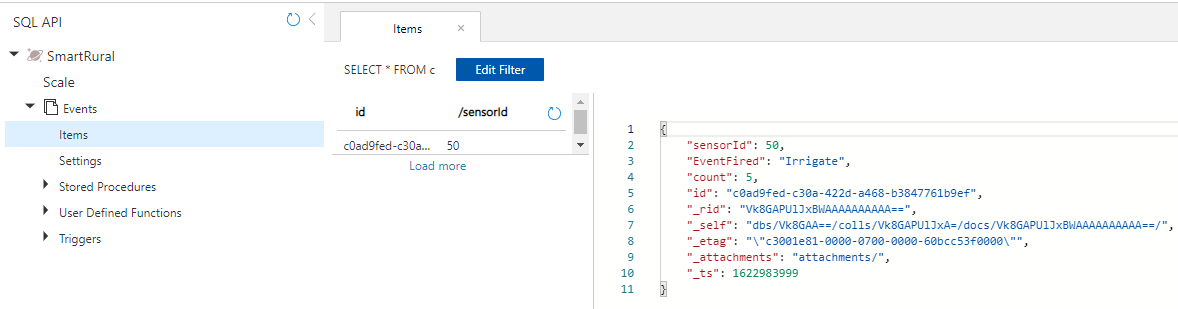 SQL API
SmartRural
Scale
Events
Items
Settings
Stored Procedures
User Defined Functions
Triggers
Items ×
SELECT * FROM c Edit Filter
id /sensorId
c0ad9fed-c30a... 50
Load more
1 {
2 "sensorId": 50,
3 "EventFired": "Irrigate",
4 "count": 5,
5 "id": "c0ad9fed-c30a-422d-a468-b3847761b9ef",
6 "_rid": "Vk8GAPUlJxBWAAAAAAAAAA==",
7 "_self": "dbs/Vk8GAA==/colls/Vk8GAPUlJxA=/docs/Vk8GAPUlJxBWAAAAAAAAAA==/",
8 "_etag": "\"c3001e81-0000-0700-0000-60bcc53f0000\"",
9 "_attachments": "attachments/",
10 "_ts": 1622983999
11 }